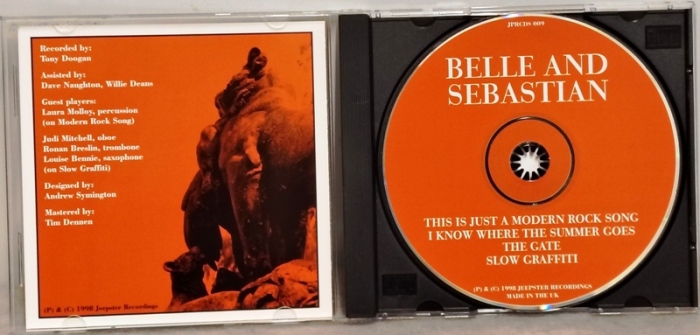 Recorded by:
Tony Doogan
Assisted by:
Dave Naughton, Willie Deans
Guest players:
Laura Molloy, percussion
(on Modern Rock Song)
Jodi Mitchell, oboe
Ronan Breslin, trombone
Louise Bennie, saxophone
(on Slow Graffiti)
Designed by:
Andrew Symington
Mastered by:
Tim Dennen
(P) & (C) 1998 Jeepster Recordings
JPRCDS 009
BELLE AND
SEBASTIAN
THIS IS JUST A MODERN ROCK SONG
I KNOW WHERE THE SUMMER GOES
THE GATE
SLOW GRAFFITI
(P) & (C) 1998 JEEPSTER RECORDINGS
MADE IN THE UK